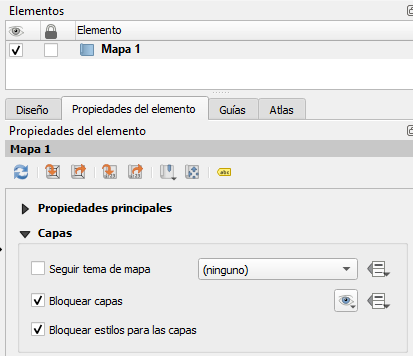 Elementos
Elemento
Mapa 1
Diseño Propiedades del elemento Guías Atlas
Propiedades del elemento
Mapa 1
abc
Propiedades principales
Capas
Seguir tema de mapa (ninguno)
Bloquear capas
Bloquear estilos para las capas